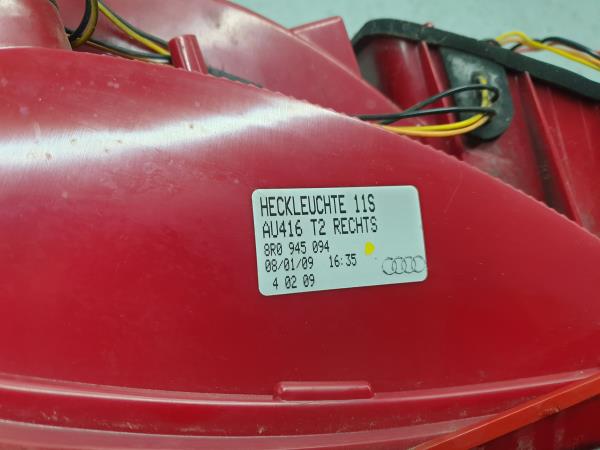 HECKLEUCHTE 11S
AU416 T2 RECHTS
8R0 945 094
08/01/09 16:35
4 02 09